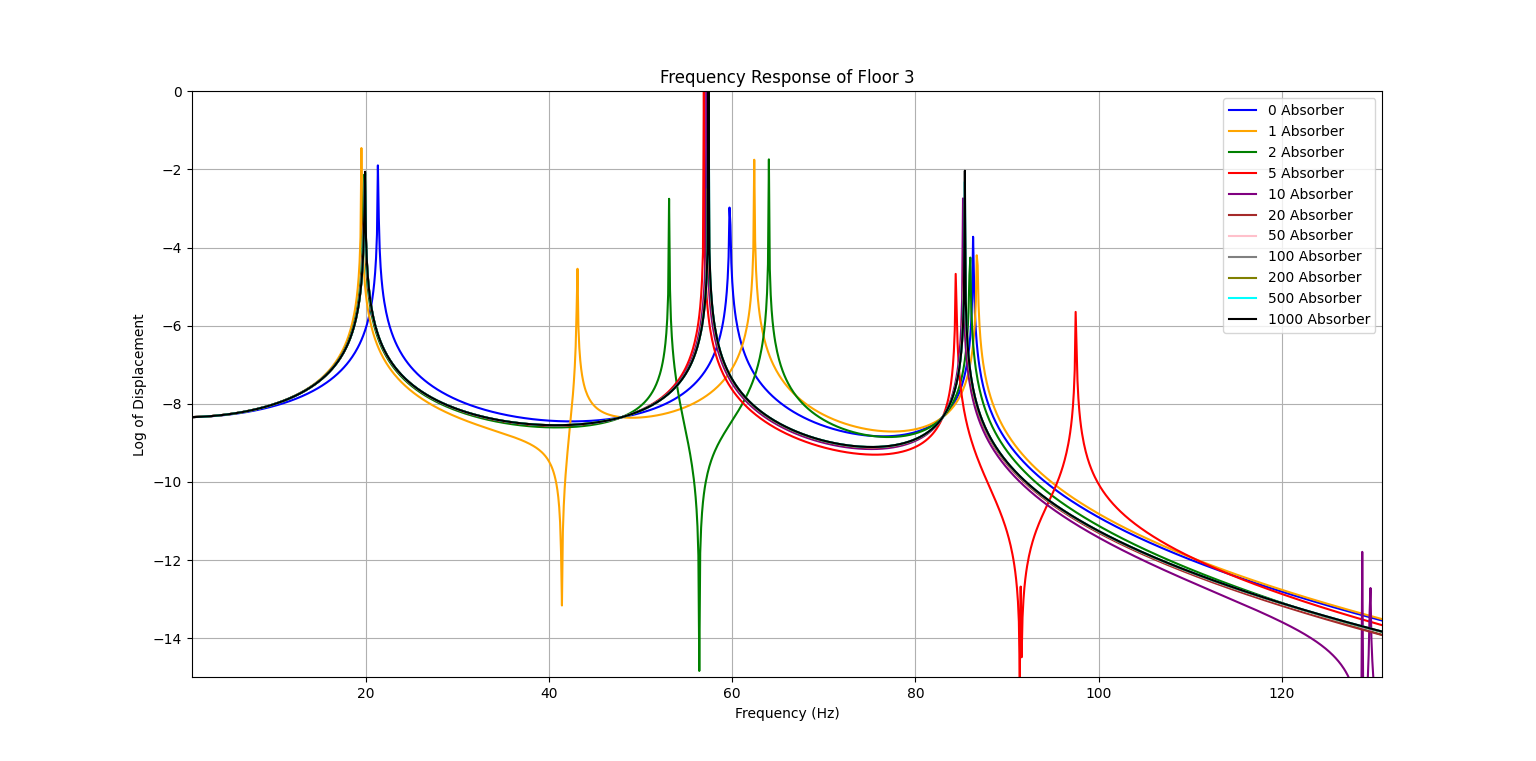 Frequency Response of Floor 3
Log of Displacement
0
−2
−4
−6
−8
−10
−12
−14
20
40
60
80
100
120
Frequency (Hz)
0 Absorber
1 Absorber
2 Absorber
5 Absorber
10 Absorber
20 Absorber
50 Absorber
100 Absorber
200 Absorber
500 Absorber
1000 Absorber